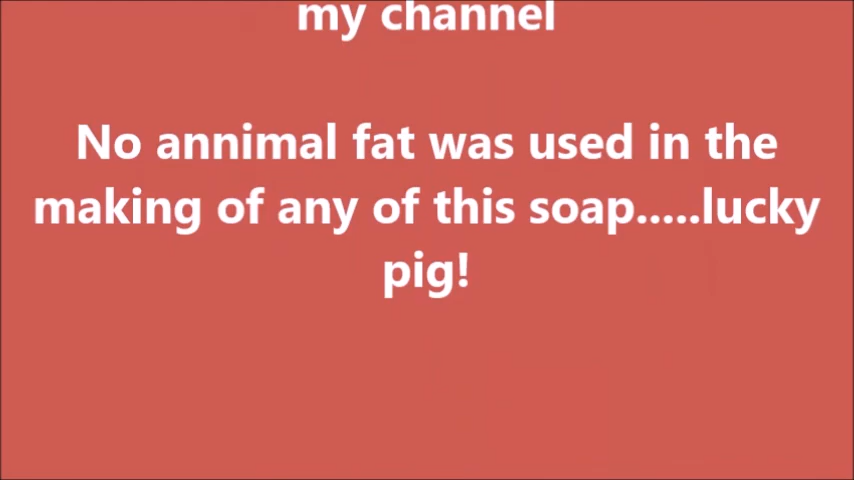 my channel
No annimal fat was used in the
making of any of this soap.....lucky
pig!